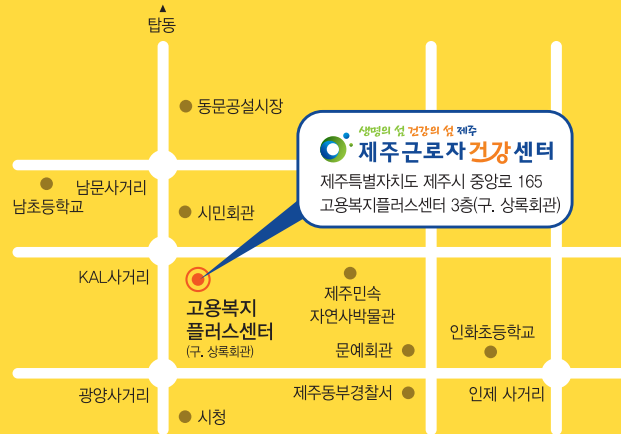 ▲
탑동
동문공설시장
생명의 섬 건강의 섬 제주
제주근로자건강센터
제주특별자치도 제주시 중앙로 165
고용복지플러스센터 3층(구. 상록회관)
남문사거리
남초등학교
시민회관
KAL사거리
고용복지
플러스센터
(구. 상록회관)
제주민속
자연사박물관
인화초등학교
문예회관
광양사거리
제주동부경찰서
인제 사거리
시청